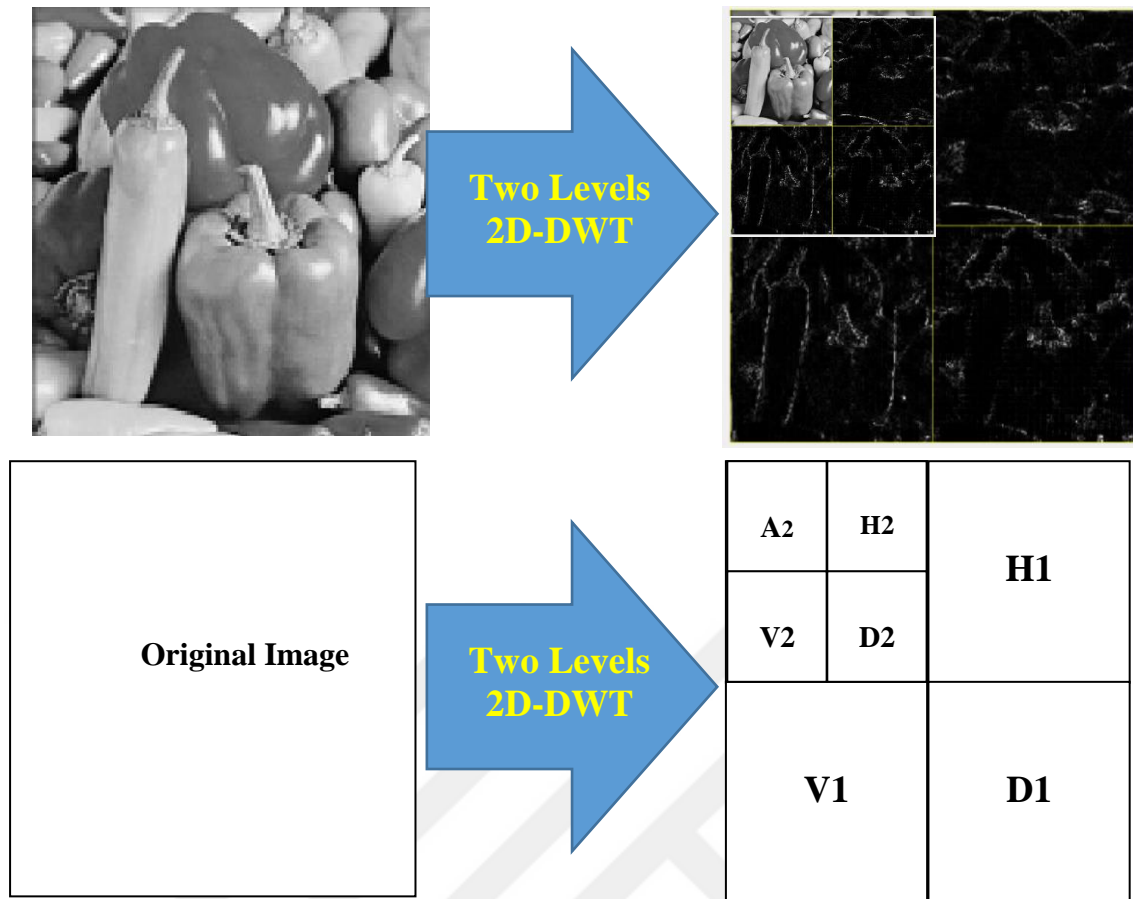 Two Levels
2D-DWT
A2
H2
H1
V2
D2
Original Image
Two Levels
2D-DWT
V1
D1